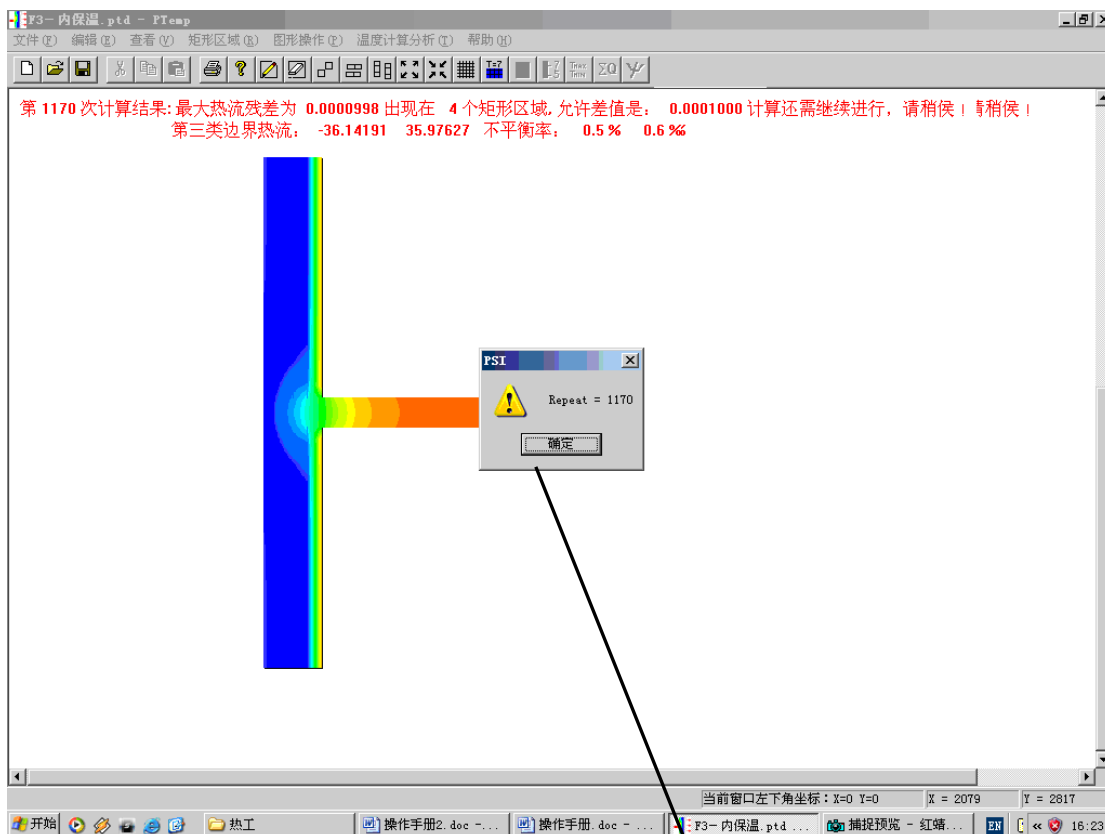 F3-内保温.ptd - PTemp
文件(F) 编辑(E) 查看(V) 矩形区域(R) 图形操作(P) 温度计算分析(T) 帮助(H)
T=?
ΣQ
第 1170 次计算结果: 最大热流残差为 0.0000998 出现在 4 个矩形区域, 允许差值是: 0.0001000 计算还需继续进行, 请稍侯！
第三类边界热流: -36.14191 35.97627 不平衡率: 0.5 % 0.6 ‰
PSI
Repeat = 1170
确定
当前窗口左下角坐标：X=0 Y=0 X = 2079 Y = 2817
开始 热工 操作手册2.doc -... 操作手册.doc - ... F3-内保温.ptd ... 捕捉预览 - 红蜻... EN « 16:23